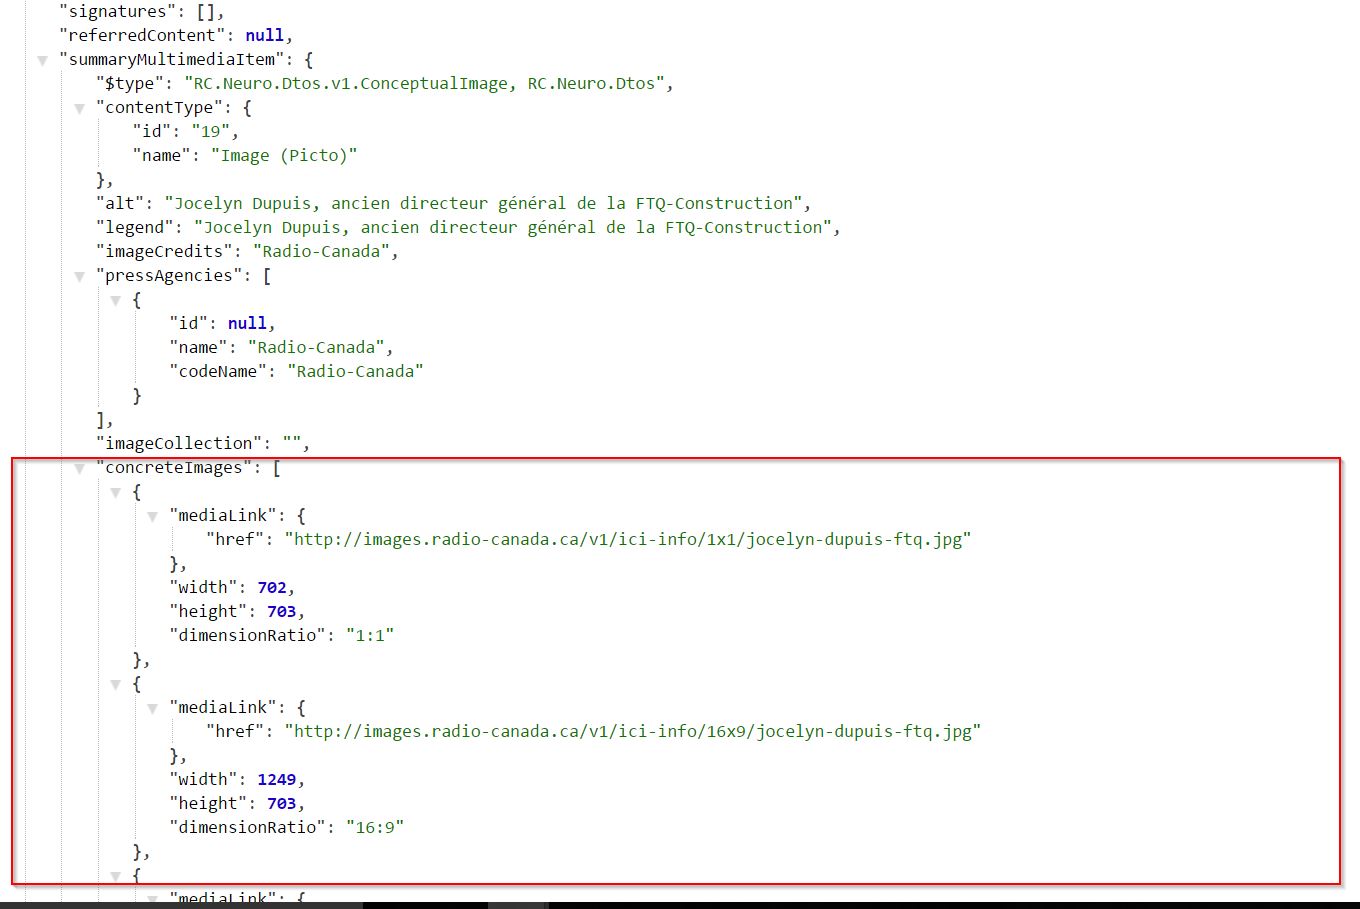 "signatures": [],
"referredContent": null,
"summaryMultimediaItem": {
"$type": "RC.Neuro.Dtos.v1.ConceptualImage, RC.Neuro.Dtos",
"contentType": {
"id": "19",
"name": "Image (Picto)"
},
"alt": "Jocelyn Dupuis, ancien directeur général de la FTQ-Construction",
"legend": "Jocelyn Dupuis, ancien directeur général de la FTQ-Construction",
"imageCredits": "Radio-Canada",
"pressAgencies": [
{
"id": null,
"name": "Radio-Canada",
"codeName": "Radio-Canada"
}
],
"imageCollection": "",
"concreteImages": [
{
"mediaLink": {
"href": "http://images.radio-canada.ca/v1/ici-info/1x1/jocelyn-dupuis-ftq.jpg"
},
"width": 702,
"height": 703,
"dimensionRatio": "1:1"
},
{
"mediaLink": {
"href": "http://images.radio-canada.ca/v1/ici-info/16x9/jocelyn-dupuis-ftq.jpg"
},
"width": 1249,
"height": 703,
"dimensionRatio": "16:9"
},
{
"mediaLink": {